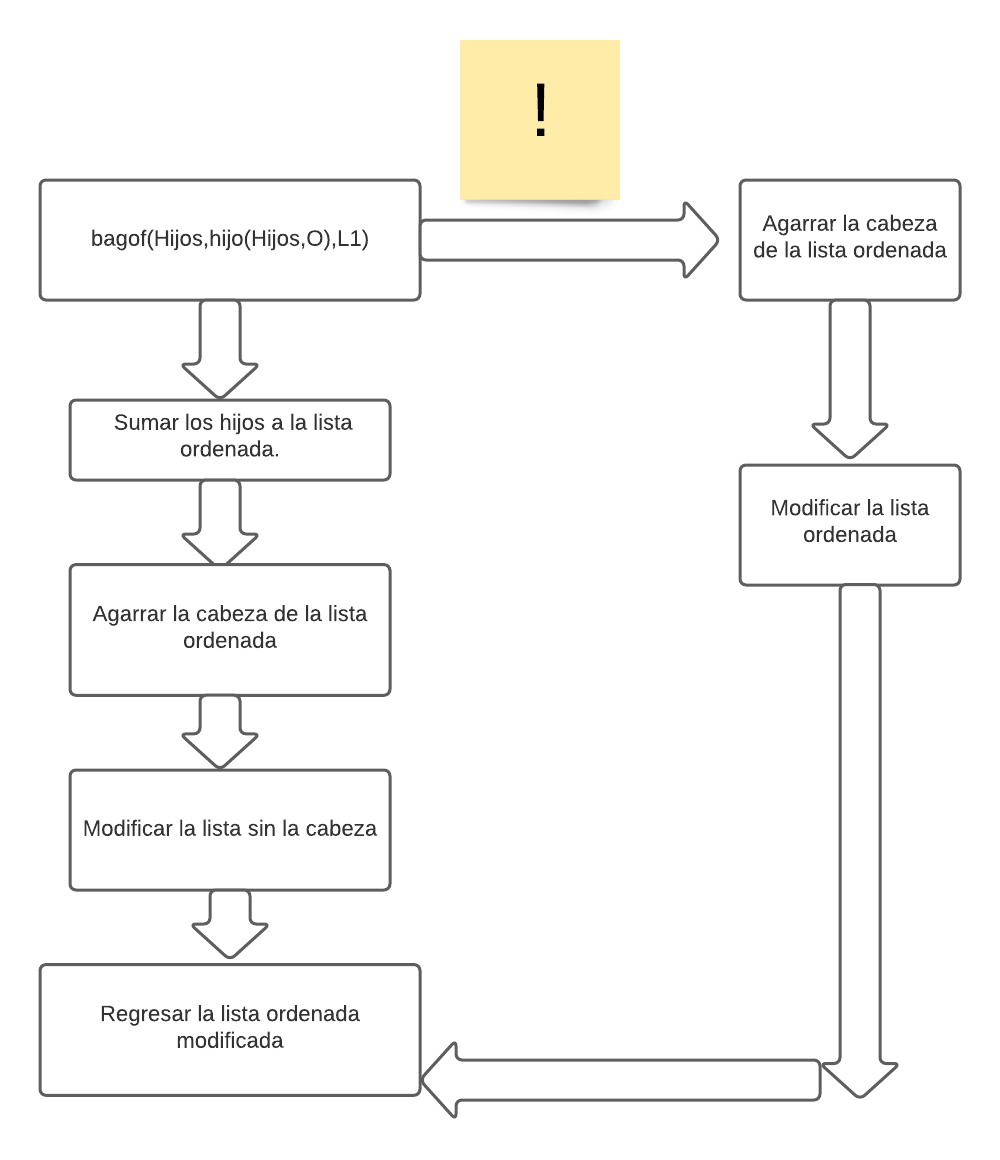 !
bagof(Hijos,hijo(Hijos,O),L1)
Agarrar la cabeza
de la lista ordenada
Sumar los hijos a la lista
ordenada.
Modificar la lista
ordenada
Agarrar la cabeza de la lista
ordenada
Modificar la lista sin la cabeza
Regresar la lista ordenada
modificada